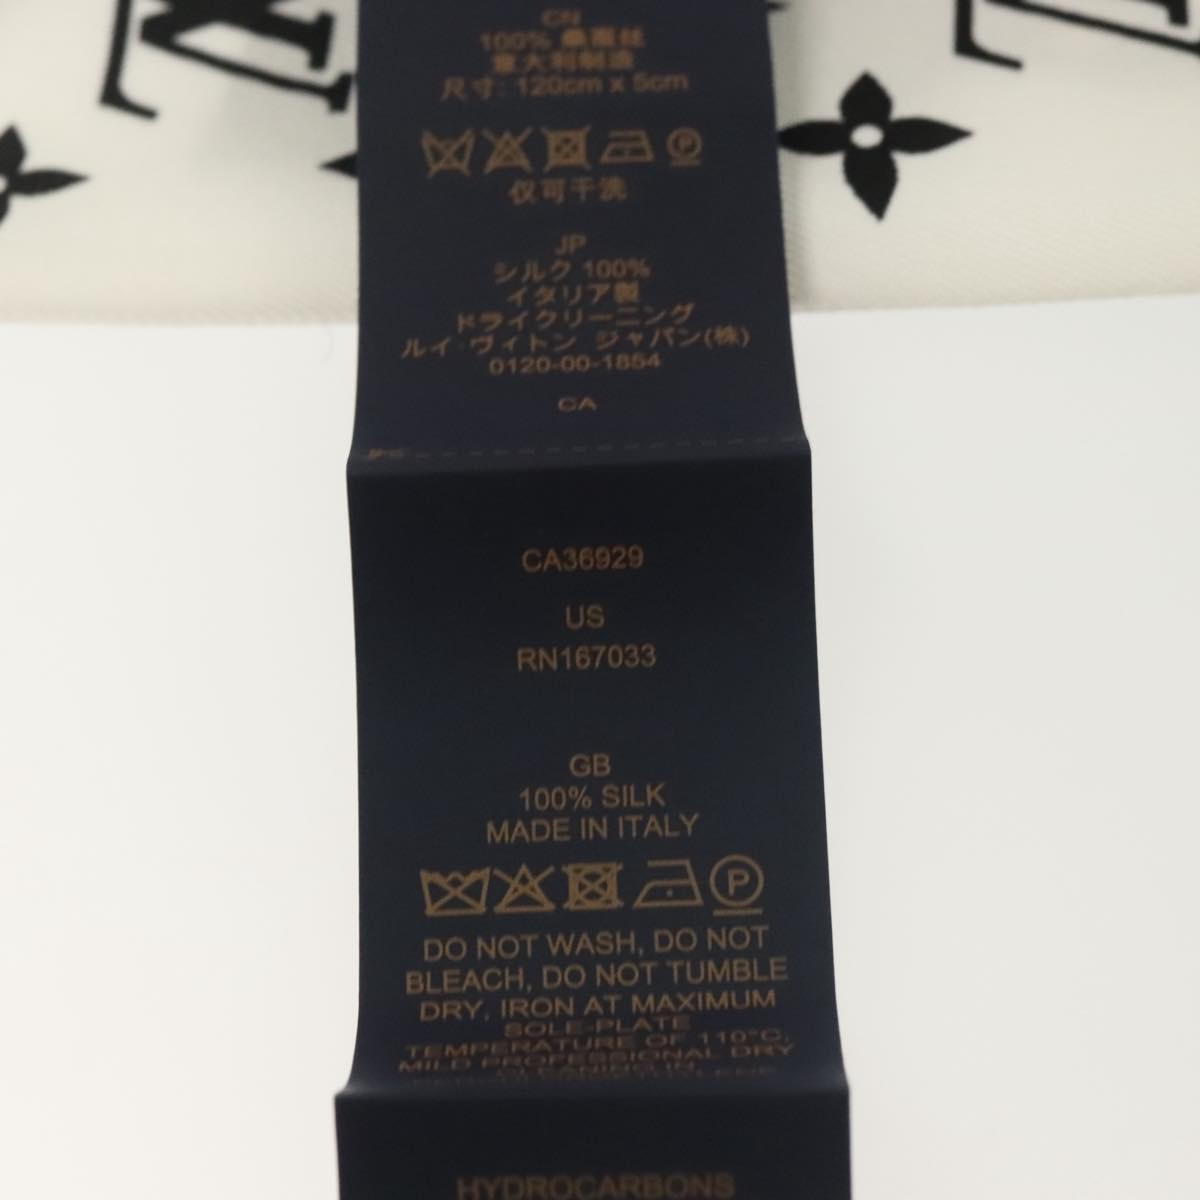 CN
100% 桑蚕丝
意大利制造
尺寸: 120cm x 5cm
仅可干洗
JP
シルク 100%
イタリア製
ドライクリーニング
ルイ・ヴィトン ジャパン(株)
0120-00-1854
CA
CA36929
US
RN167033
GB
100% SILK
MADE IN ITALY
P
DO NOT WASH, DO NOT
BLEACH, DO NOT TUMBLE
DRY, IRON AT MAXIMUM
SOLE-PLATE
TEMPERATURE OF 110°C,
MILD PROFESSIONAL DRY
CLEANING IN
HYDROCARBONS